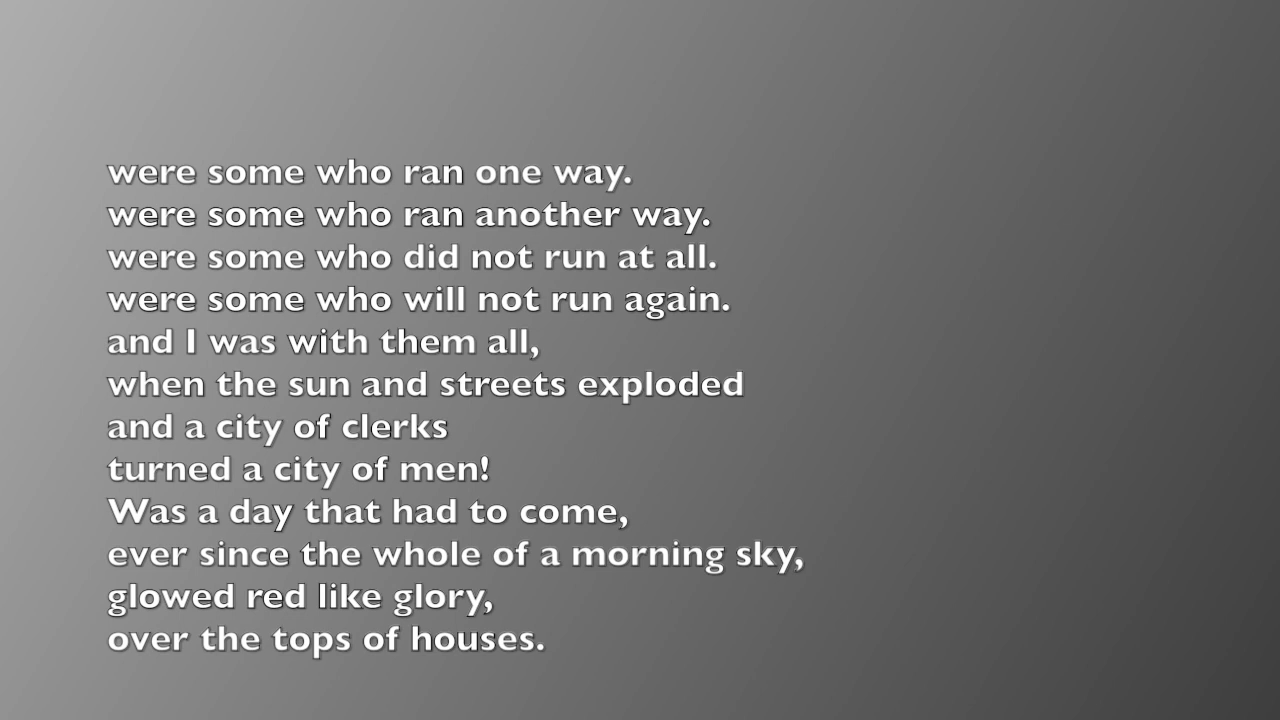 were some who ran one way.
were some who ran another way.
were some who did not run at all.
were some who will not run again.
and I was with them all,
when the sun and streets exploded
and a city of clerks
turned a city of men!
Was a day that had to come,
ever since the whole of a morning sky,
glowed red like glory,
over the tops of houses.